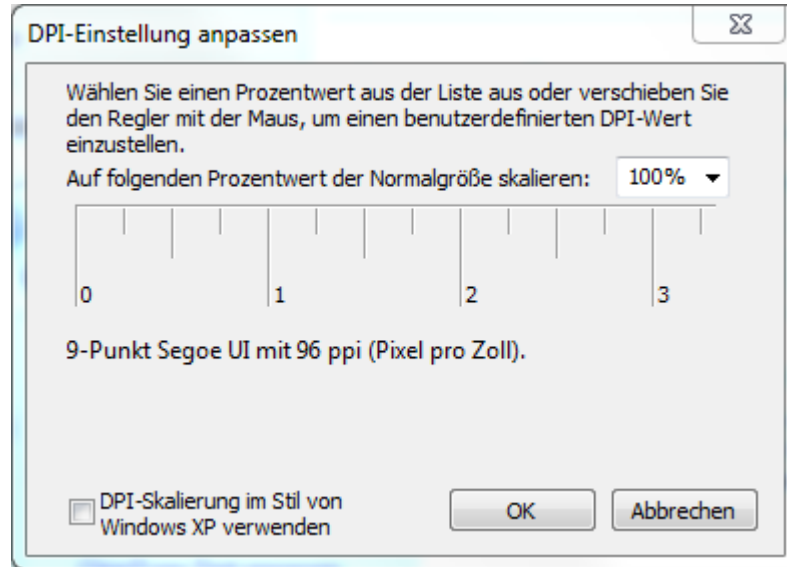 DPI-Einstellung anpassen
Wählen Sie einen Prozentwert aus der Liste aus oder verschieben Sie
den Regler mit der Maus, um einen benutzerdefinierten DPI-Wert
einzustellen.
Auf folgenden Prozentwert der Normalgröße skalieren: 100%
0 1 2 3
9-Punkt Segoe UI mit 96 ppi (Pixel pro Zoll).
DPI-Skalierung im Stil von
Windows XP verwenden
OK Abbrechen